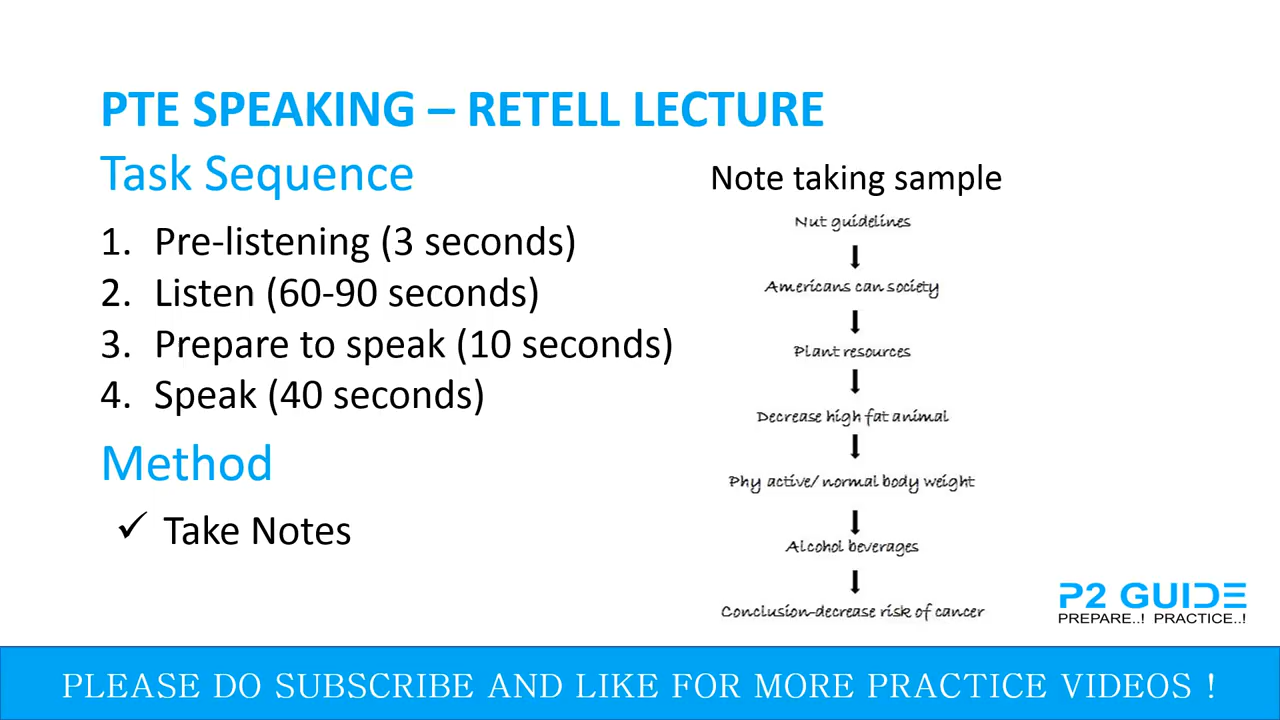 PTE SPEAKING – RETELL LECTURE
Task Sequence
1. Pre-listening (3 seconds)
2. Listen (60-90 seconds)
3. Prepare to speak (10 seconds)
4. Speak (40 seconds)
Method
✓ Take Notes
Note taking sample
Nut guidelines
Americans can society
Plant resources
Decrease high fat animal
Phy active/ normal body weight
Alcohol beverages
Conclusion-decrease risk of cancer
P2 GUIDE
PREPARE..! PRACTICE..!
PLEASE DO SUBSCRIBE AND LIKE FOR MORE PRACTICE VIDEOS !